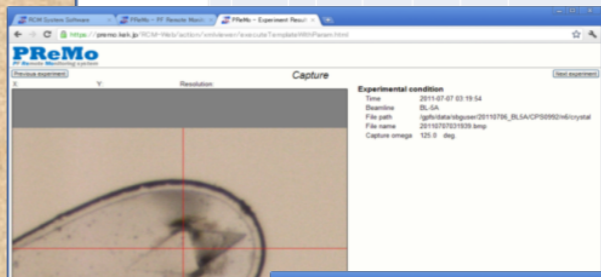 RCM System Software
PReMo - PF Remote Monit
PReMo - Experiment Result
https://premo.kek.jp/RCM-Web/action/xmlviewer/executeTemplateWithParam.html
PReMo
PF Remote Monitoring system
Previous experiment
Capture
Next experiment
X: Y: Resolution:
Experimental condition
Time 2011-07-07 03:19:54
Beamline BL-5A
File path /gpfs/data/sbguser/20110706_BL5A/CPS0992/n6/crystal
File name 20110707031939.bmp
Capture omega 125.0 deg.